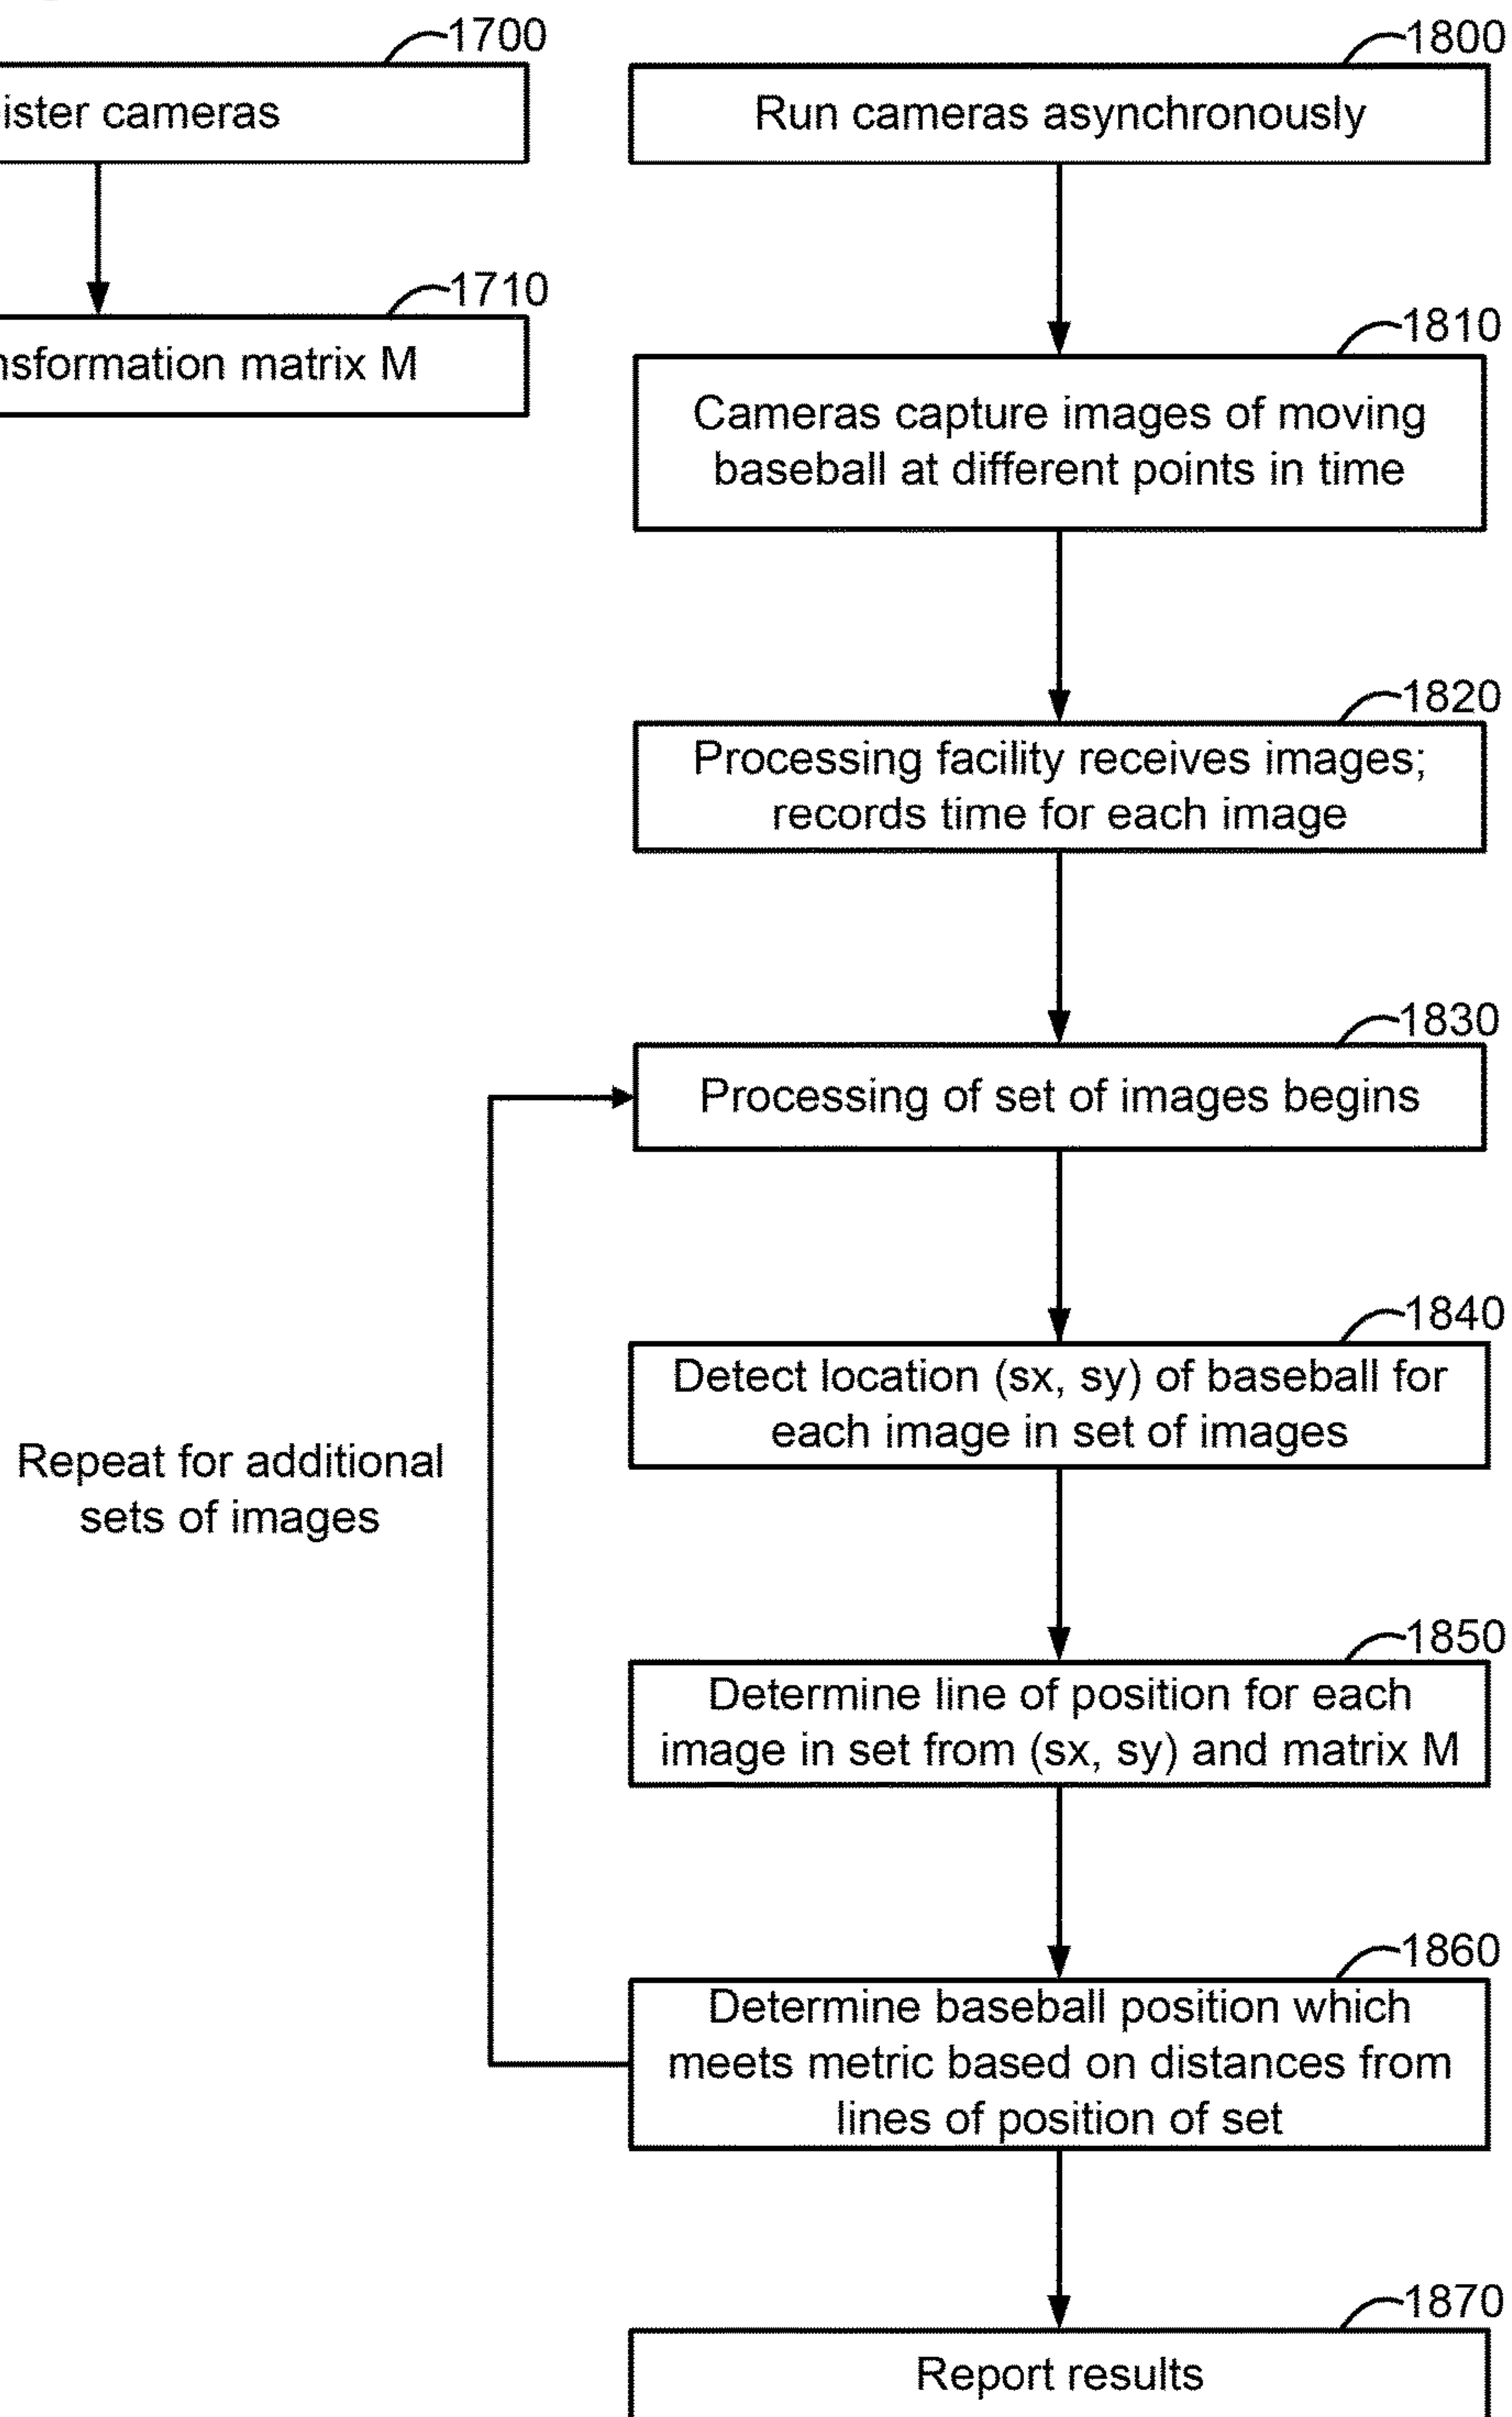 1700
cameras
1710
matrix M
1800
Run cameras asynchronously
1810
Cameras capture images of moving
baseball at different points in time
1820
Processing facility receives images;
records time for each image
1830
Processing of set of images begins
1840
Detect location (sx, sy) of baseball for
each image in set of images
1850
Determine line of position for each
image in set from (sx, sy) and matrix M
1860
Determine baseball position which
meets metric based on distances from
lines of position of set
Repeat for additional
sets of images
1870
Report results